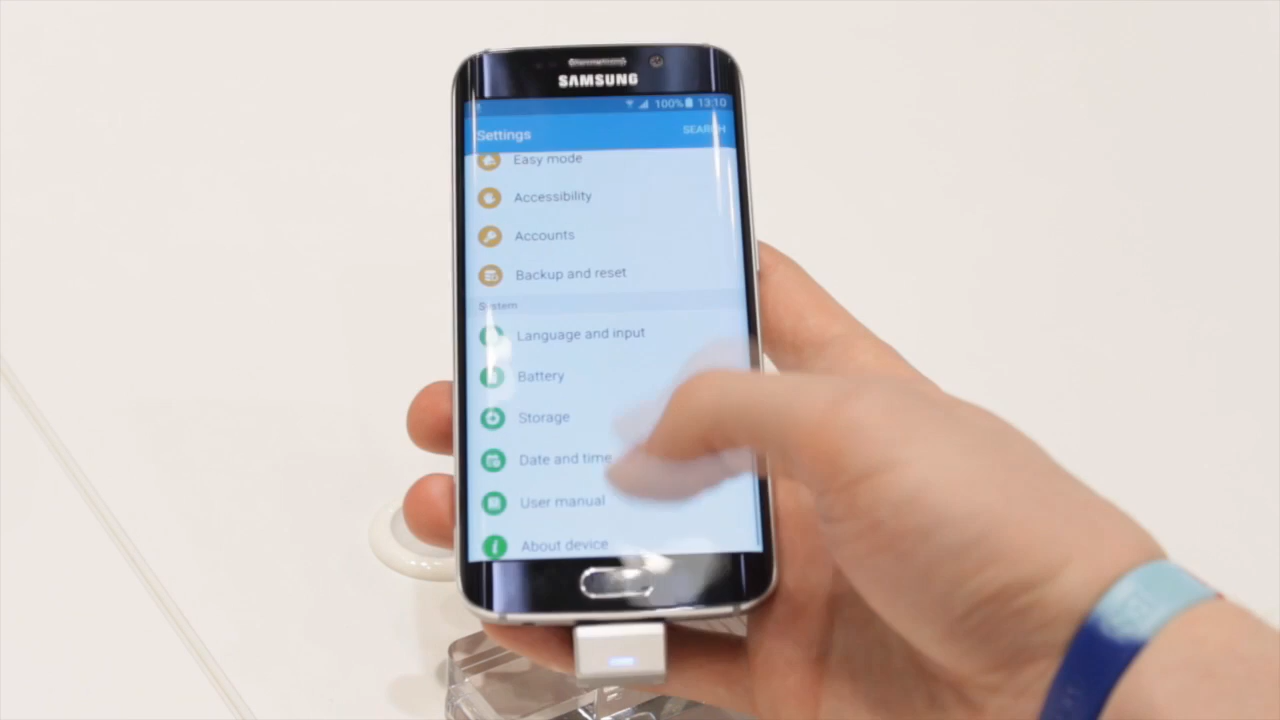 SAMSUNG
100% 13:10
Settings SEARCH
Easy mode
Accessibility
Accounts
Backup and reset
System
Language and input
Battery
Storage
Date and time
User manual
About device